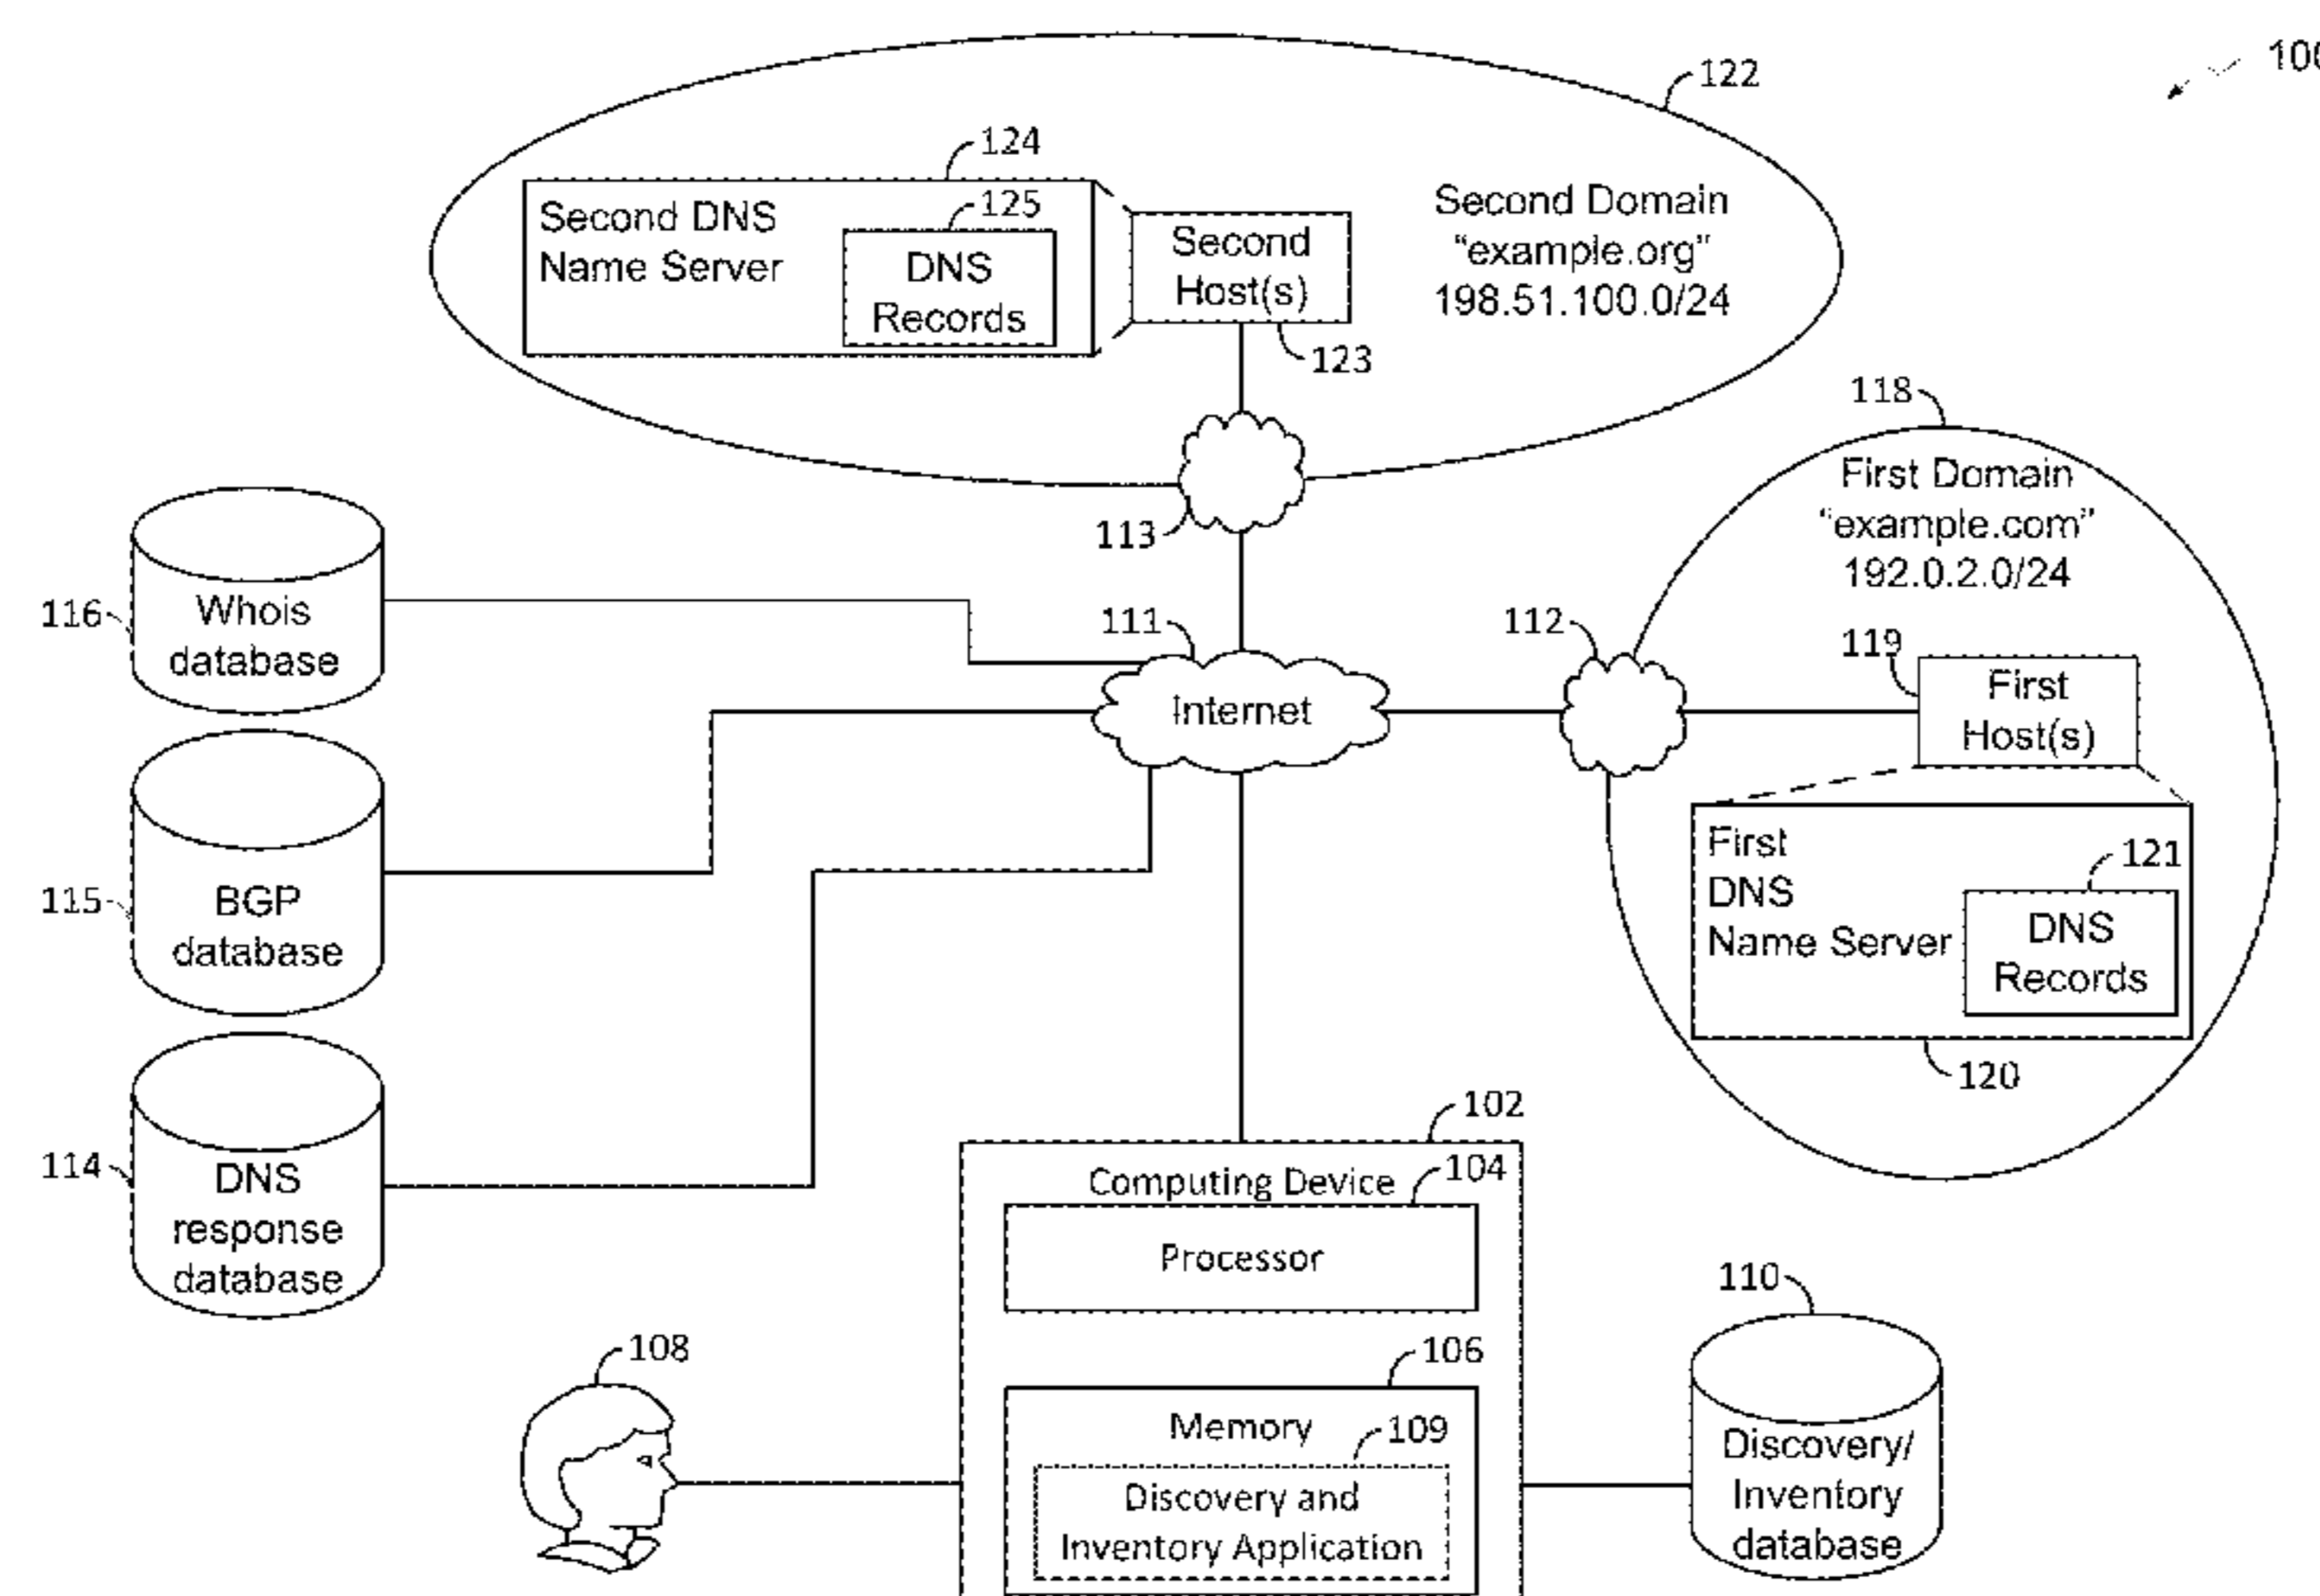 100
122
124
Second DNS
Name Server
125
DNS
Records
Second
Host(s)
123
Second Domain
“example.org”
198.51.100.0/24
113
118
First Domain
“example.com”
192.0.2.0/24
116
Whois
database
111
Internet
112
119
First
Host(s)
115
BGP
database
First
DNS
Name Server
121
DNS
Records
120
114
DNS
response
database
102
Computing Device
104
Processor
108
106
Memory
109
Discovery and
Inventory Application
110
Discovery/
Inventory
database